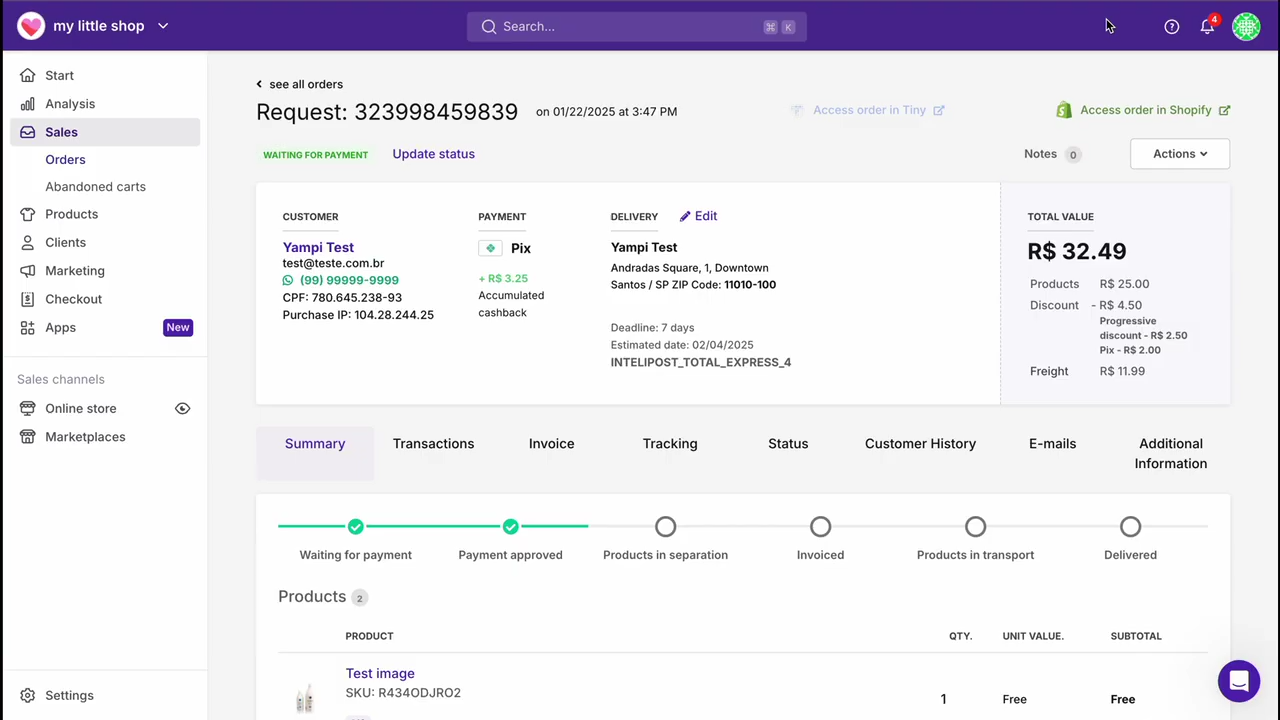 my little shop
Search...
⌘ K
4
Start
Analysis
Sales
Orders
Abandoned carts
Products
Clients
Marketing
Checkout
Apps
New
Sales channels
Online store
Marketplaces
Settings
see all orders
Request: 323998459839 on 01/22/2025 at 3:47 PM
Access order in Tiny
Access order in Shopify
WAITING FOR PAYMENT
Update status
Notes 0
Actions
CUSTOMER
Yampi Test
test@teste.com.br
(99) 99999-9999
CPF: 780.645.238-93
Purchase IP: 104.28.244.25
PAYMENT
Pix
+ R$ 3.25
Accumulated
cashback
DELIVERY
Edit
Yampi Test
Andradas Square, 1, Downtown
Santos / SP ZIP Code: 11010-100
Deadline: 7 days
Estimated date: 02/04/2025
INTELIPOST_TOTAL_EXPRESS_4
TOTAL VALUE
R$ 32.49
Products R$ 25.00
Discount - R$ 4.50
Progressive
discount - R$ 2.50
Pix - R$ 2.00
Freight R$ 11.99
Summary
Transactions
Invoice
Tracking
Status
Customer History
E-mails
Additional
Information
Waiting for payment
Payment approved
Products in separation
Invoiced
Products in transport
Delivered
Products 2
PRODUCT QTY. UNIT VALUE. SUBTOTAL
Test image
SKU: R434ODJRO2
1 Free Free